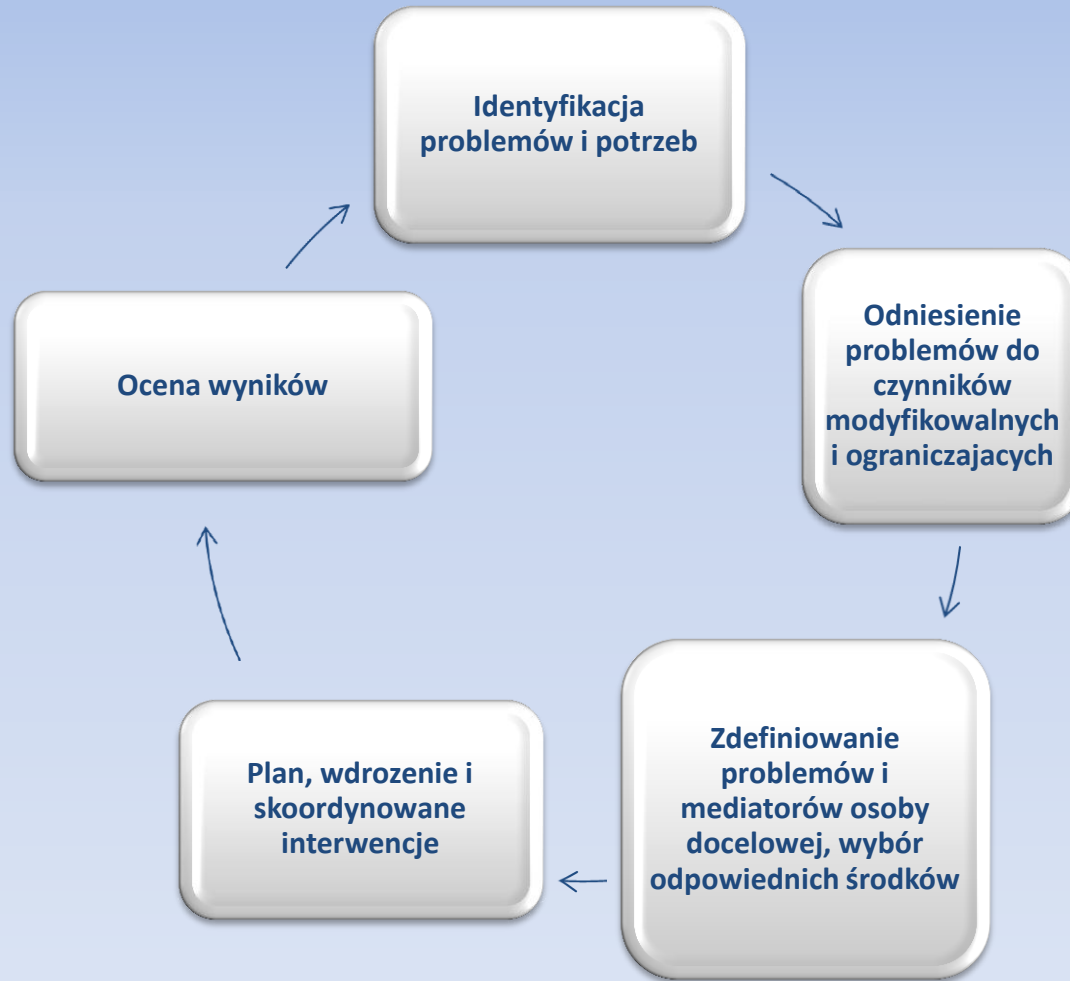 Identyfikacja
problemów i potrzeb
Odniesienie
problemów do
czynników
modyfikowalnych
i ograniczajacych
Zdefiniowanie
problemów i
mediatorów osoby
docelowej, wybór
odpowiednich środków
Plan, wdrozenie i
skoordynowane
interwencje
Ocena wyników